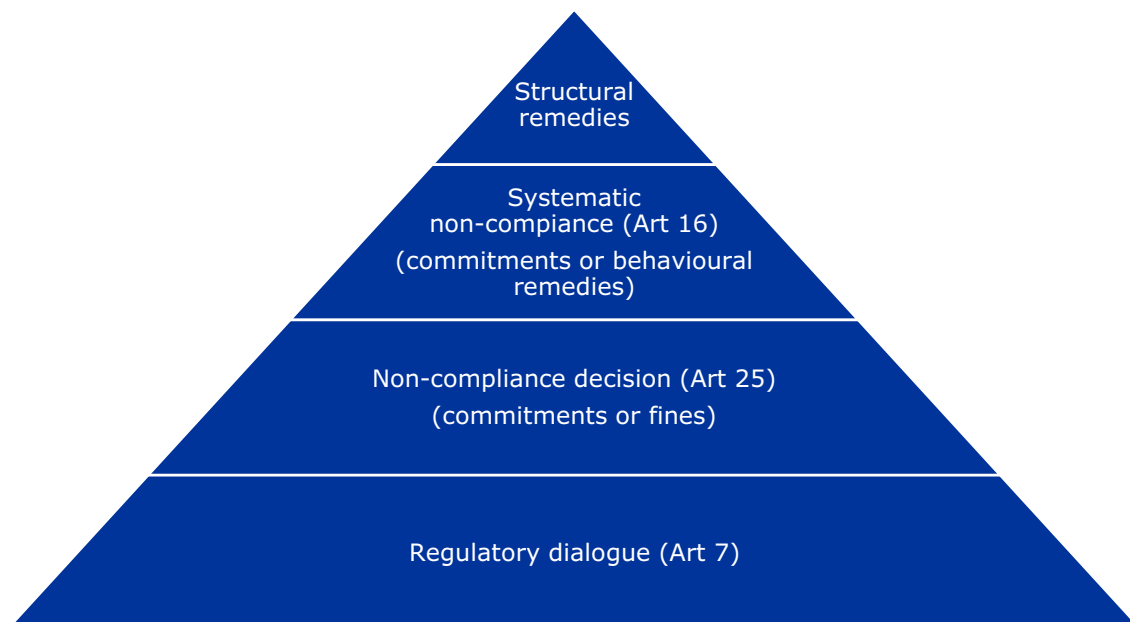 Structural
remedies
Systematic
non-compiance (Art 16)
(commitments or behavioural
remedies)
Non-compliance decision (Art 25)
(commitments or fines)
Regulatory dialogue (Art 7)